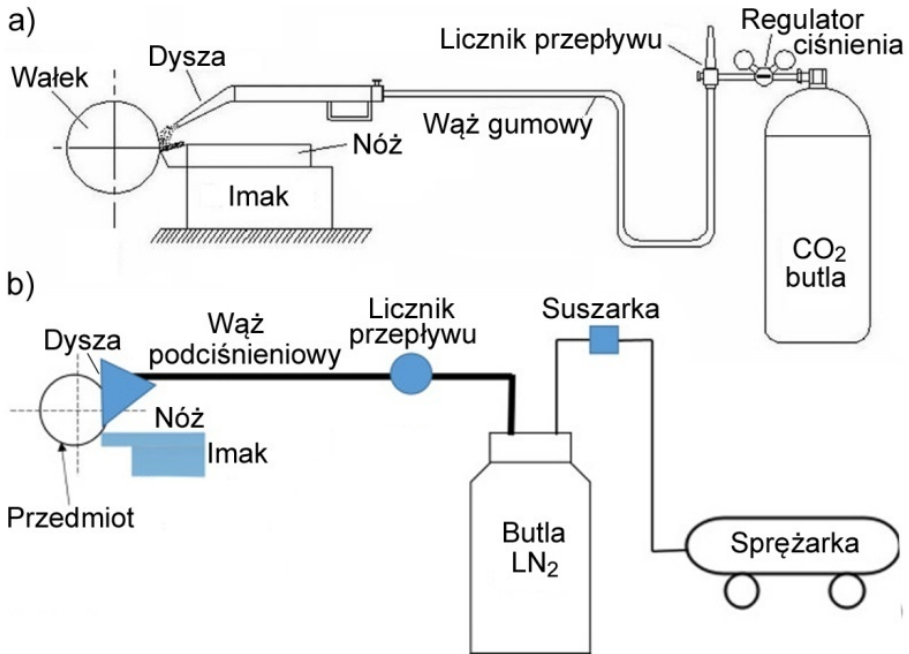 a)
Wałek
Dysza
Nóż
Imak
Wąż gumowy
Licznik przepływu
Regulator
ciśnienia
CO₂
butla
b)
Dysza
Wąż
podciśnieniowy
Licznik
przepływu
Suszarka
Nóż
Imak
Przedmiot
Butla
LN₂
Sprężarka